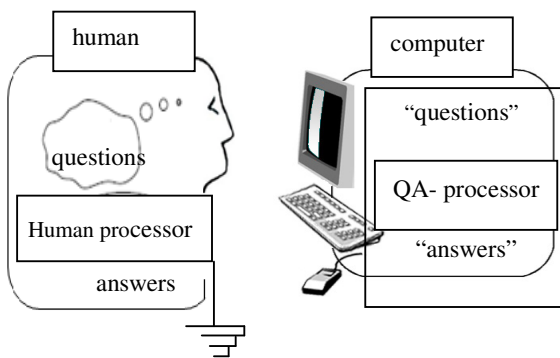 human
questions
Human processor
answers
computer
“questions”
QA- processor
“answers”